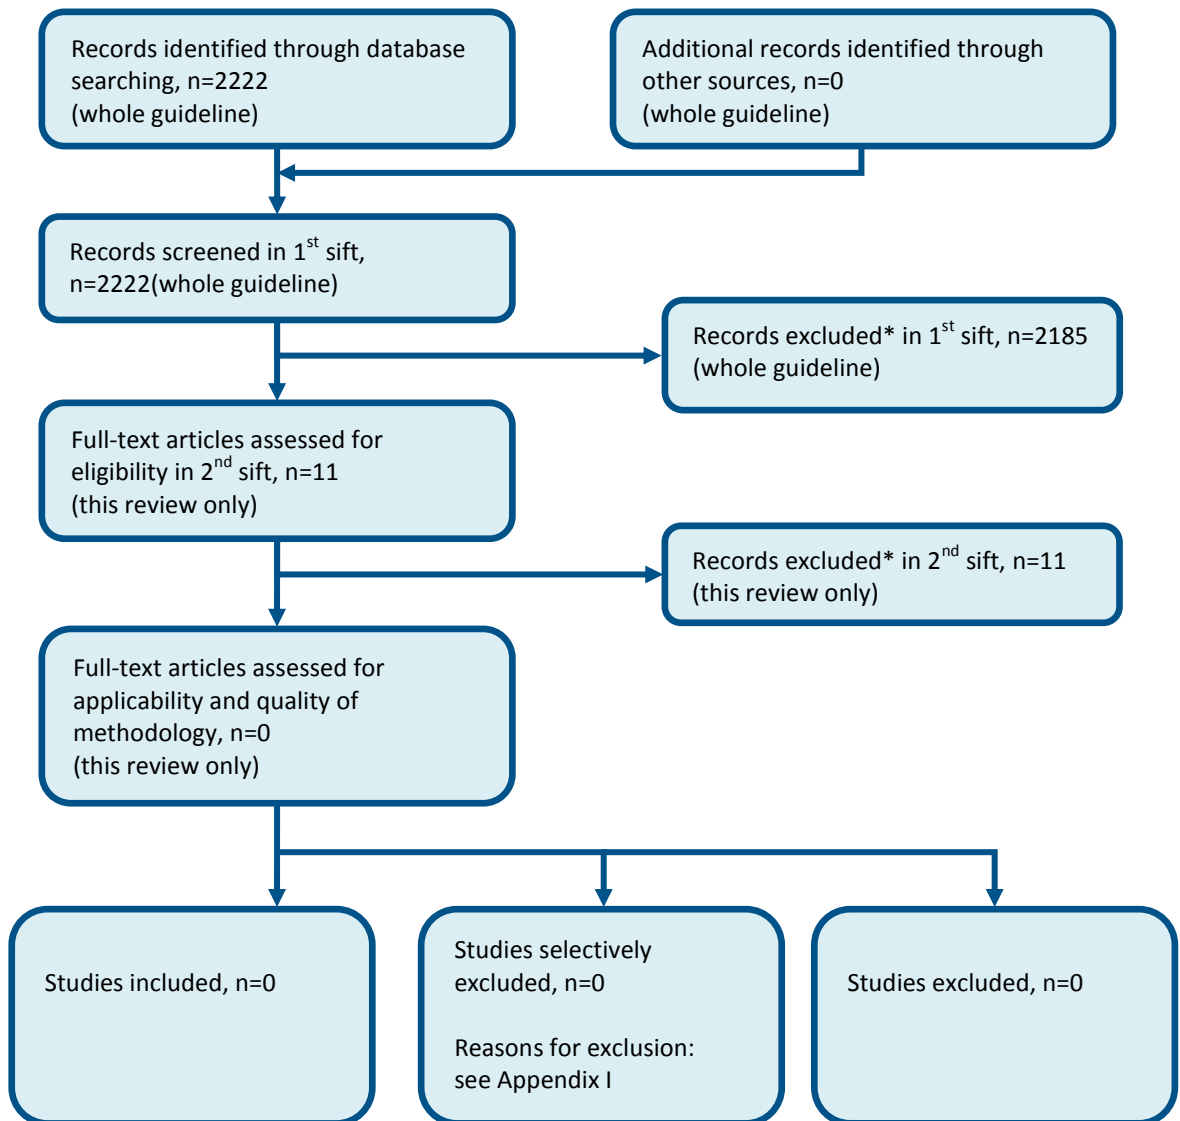 Records identified through database
searching, n=2222
(whole guideline)
Additional records identified through
other sources, n=0
(whole guideline)
Records screened in 1st sift,
n=2222(whole guideline)
Records excluded* in 1st sift, n=2185
(whole guideline)
Full-text articles assessed for
eligibility in 2nd sift, n=11
(this review only)
Records excluded* in 2nd sift, n=11
(this review only)
Full-text articles assessed for
applicability and quality of
methodology, n=0
(this review only)
Studies included, n=0
Studies selectively
excluded, n=0
Reasons for exclusion:
see Appendix I
Studies excluded, n=0